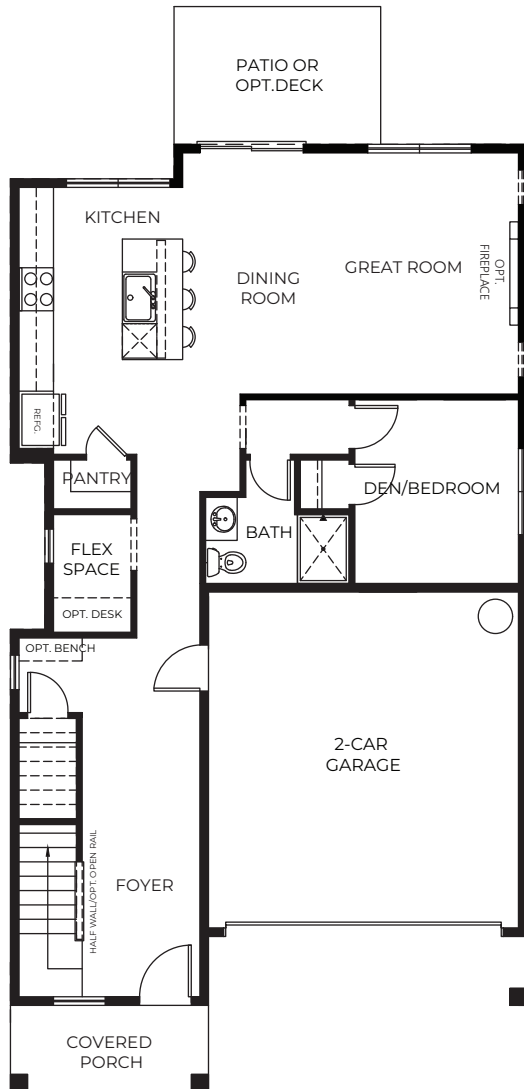 PATIO OR
OPT.DECK
KITCHEN
DINING
ROOM
GREAT ROOM
OPT.
FIREPLACE
REFG.
PANTRY
DEN/BEDROOM
BATH
FLEX
SPACE
OPT. DESK
OPT. BENCH
2-CAR
GARAGE
HALF WALL/OPT. OPEN RAIL
FOYER
COVERED
PORCH